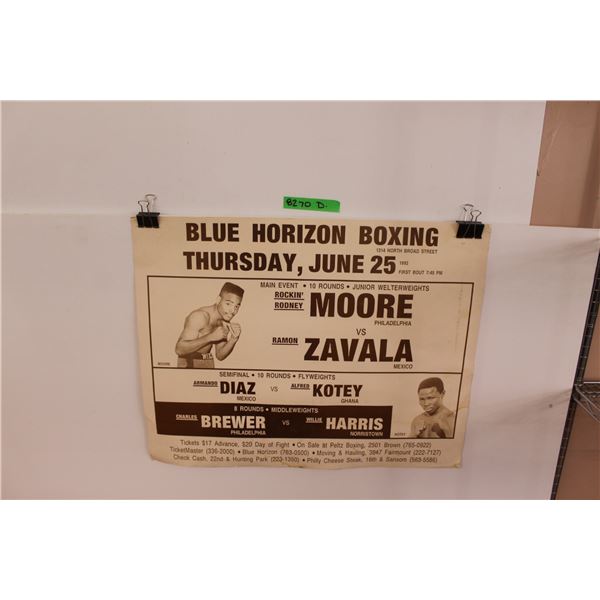 8270 D.
BLUE HORIZON BOXING
1314 NORTH BROAD STREET
THURSDAY, JUNE 25 1992
FIRST BOUT 7:45 PM
MAIN EVENT • 10 ROUNDS • JUNIOR WELTERWEIGHTS
ROCKIN' RODNEY MOORE
PHILADELPHIA
VS
RAMON ZAVALA
MEXICO
MOORE
SEMIFINAL • 10 ROUNDS • FLYWEIGHTS
ARMANDO DIAZ VS ALFRED KOTEY
MEXICO GHANA
8 ROUNDS • MIDDLEWEIGHTS
CHARLES BREWER VS WILLIE HARRIS
PHILADELPHIA NORRISTOWN
KOTEY
Tickets $17 Advance, $20 Day of Fight • On Sale at Peltz Boxing, 2501 Brown (765-0922)
TicketMaster (336-2000) • Blue Horizon (763-0500) • Moving & Hauling, 3947 Fairmount (222-7127)
Check Cash, 22nd & Hunting Park (223-1350) • Philly Cheese Steak, 16th & Sansom (563-5586)